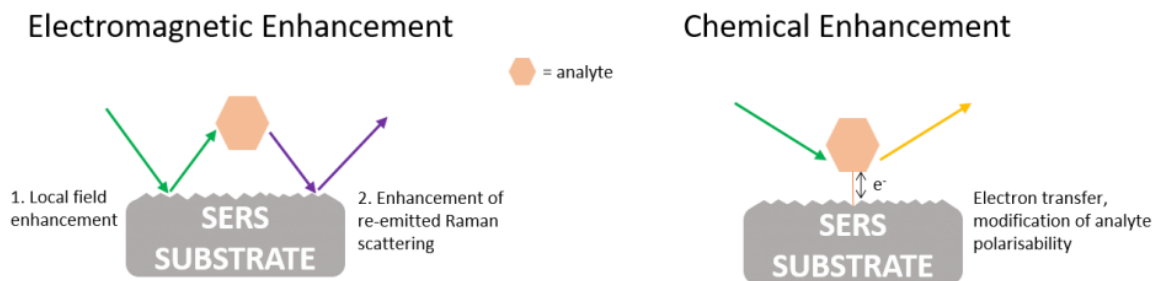 Electromagnetic Enhancement
Chemical Enhancement
= analyte
1. Local field
enhancement
SERS
SUBSTRATE
2. Enhancement of
re-emitted Raman
scattering
e-
SERS
SUBSTRATE
Electron transfer,
modification of analyte
polarisability